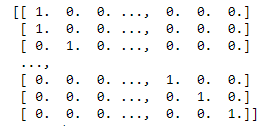 [[ 1. 0. 0. ..., 0. 0. 0.]
[ 1. 0. 0. ..., 0. 0. 0.]
[ 0. 1. 0. ..., 0. 0. 0.]
...,
[ 0. 0. 0. ..., 1. 0. 0.]
[ 0. 0. 0. ..., 0. 1. 0.]
[ 0. 0. 0. ..., 0. 0. 1.]]